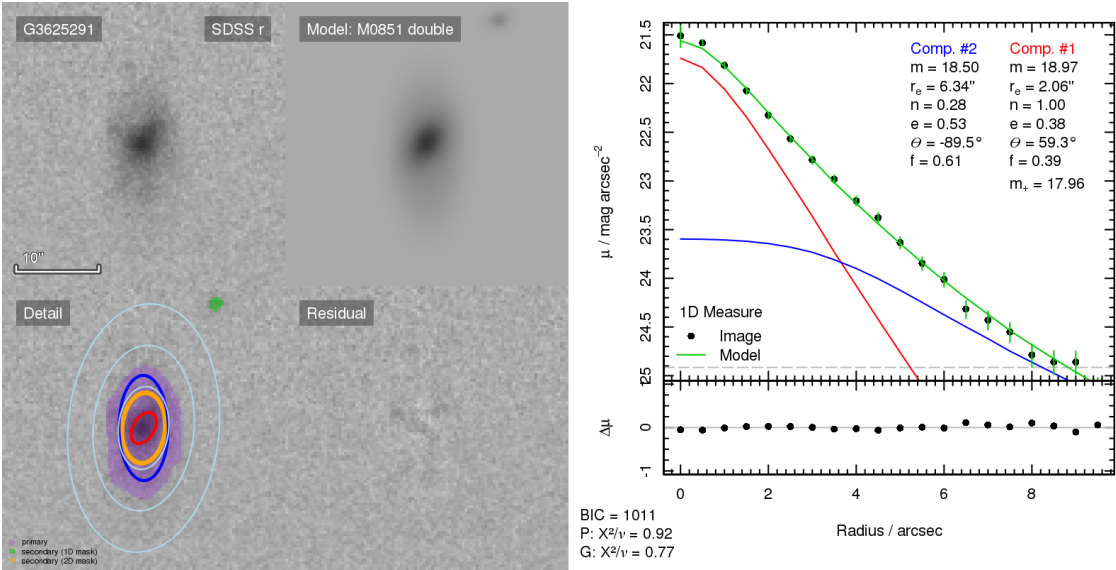 G3625291
SDSS r
Model: M0851 double
10"
Detail
Residual
primary
secondary (1D mask)
secondary (2D mask)
21.5
22
22.5
23
23.5
24
24.5
25
μ / mag arcsec⁻²
Comp. #2
m = 18.50
rₑ = 6.34"
n = 0.28
e = 0.53
Θ = -89.5°
f = 0.61
Comp. #1
m = 18.97
rₑ = 2.06"
n = 1.00
e = 0.38
Θ = 59.3°
f = 0.39
m₊ = 17.96
1D Measure
Image
Model
Δμ
0
-1
0 2 4 6 8
Radius / arcsec
BIC = 1011
P: X²/ν = 0.92
G: X²/ν = 0.77